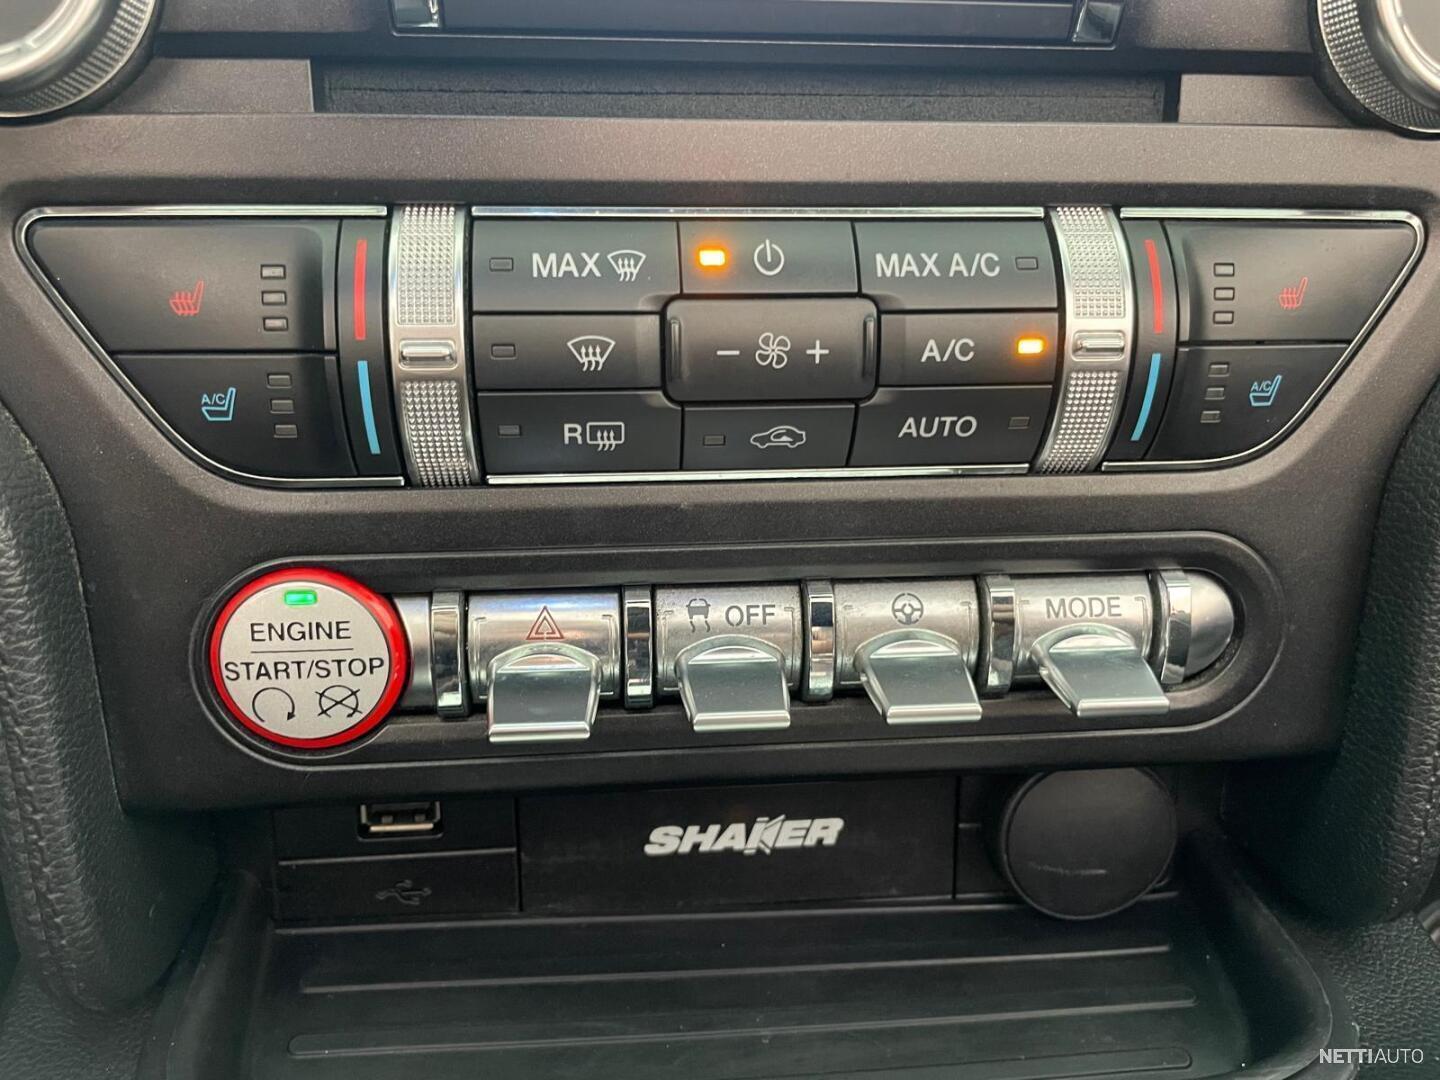 MAX
MAX A/C
A/C
A/C
A/C
R
AUTO
ENGINE
START/STOP
OFF
MODE
SHAKER
NETTIAUTO